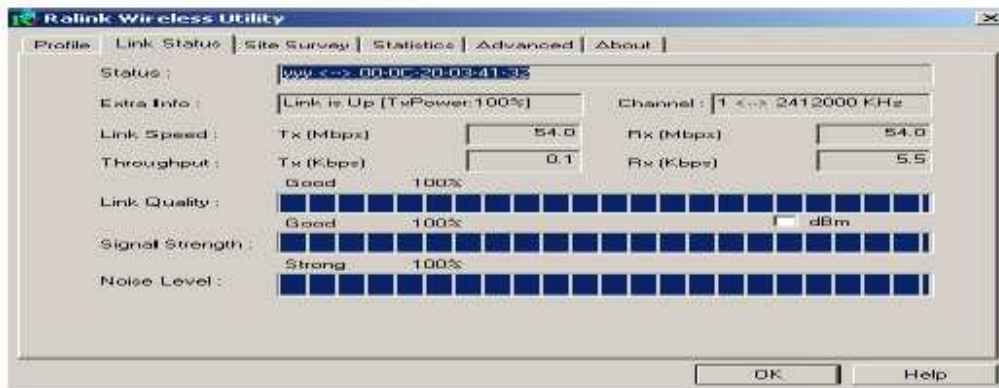 Ralink Wireless Utility
Profile Link Status Site Survey Statistics Advanced About
Status : yyy <--> 00-0C-20-03-41-32
Extra Info : Link is Up [TxPower:100%] Channel : 1 <--> 2412000 KHz
Link Speed : Tx (Mbps) 54.0 Rx (Mbps) 54.0
Throughput : Tx (Kbps) 0.1 Rx (Kbps) 5.5
Good 100%
Link Quality :
Good 100% dBm
Signal Strength :
Strong 100%
Noise Level :
OK Help